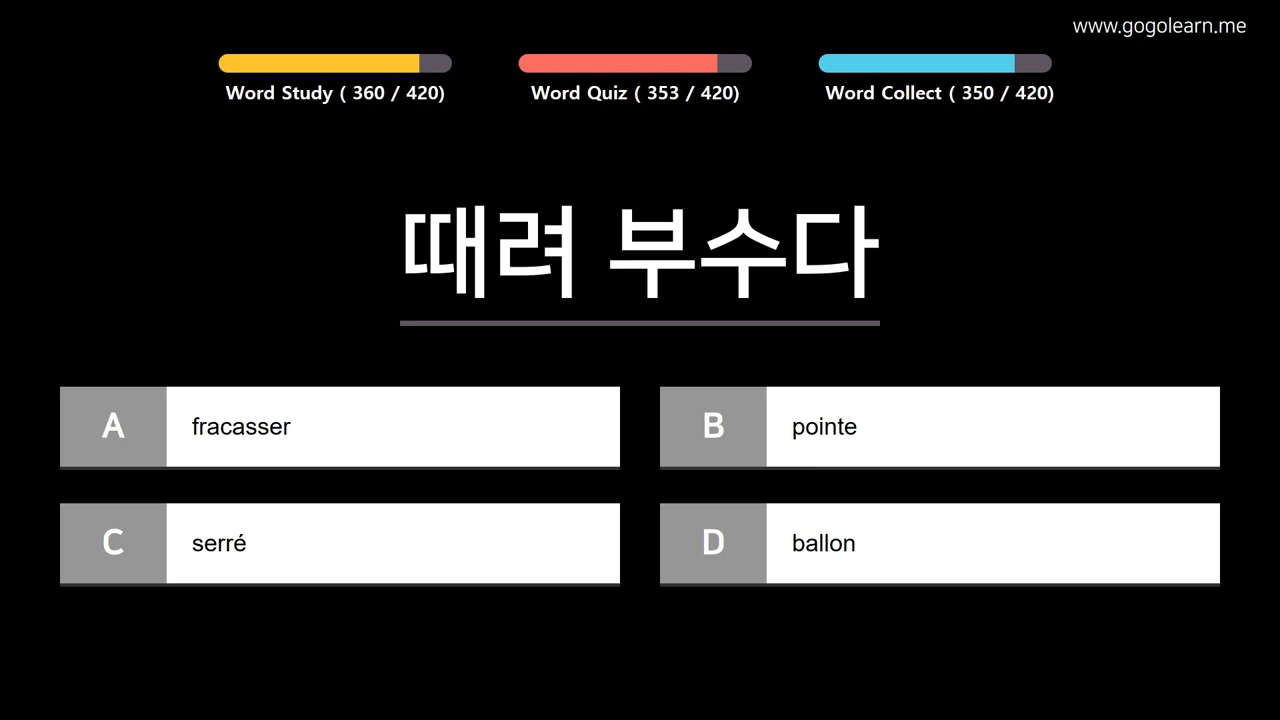 www.gogolearn.me
Word Study ( 360 / 420)
Word Quiz ( 353 / 420)
Word Collect ( 350 / 420)
때려 부수다
A fracasser
B pointe
C serré
D ballon